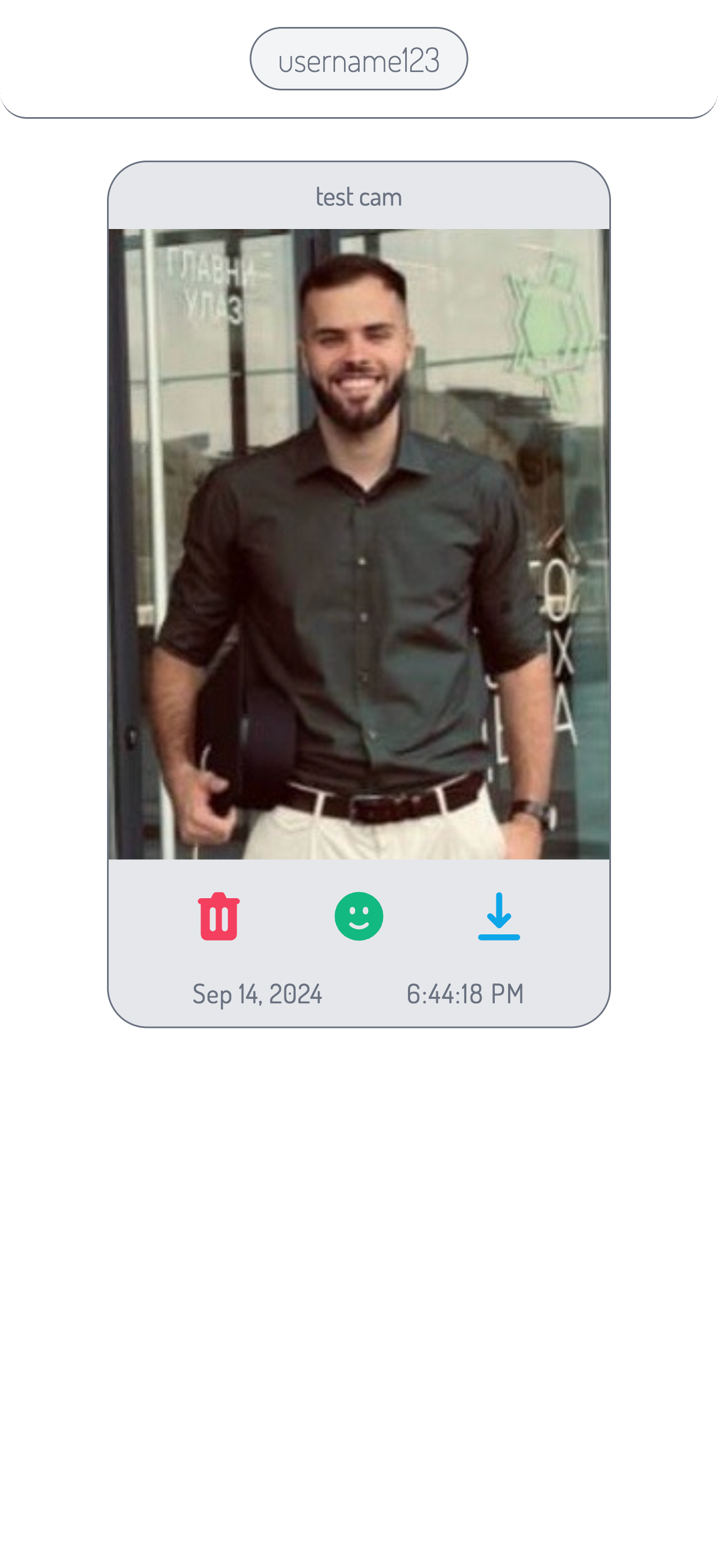 username123
test cam
ГЛАВНИ
УЛАЗ
Sep 14, 2024
6:44:18 PM